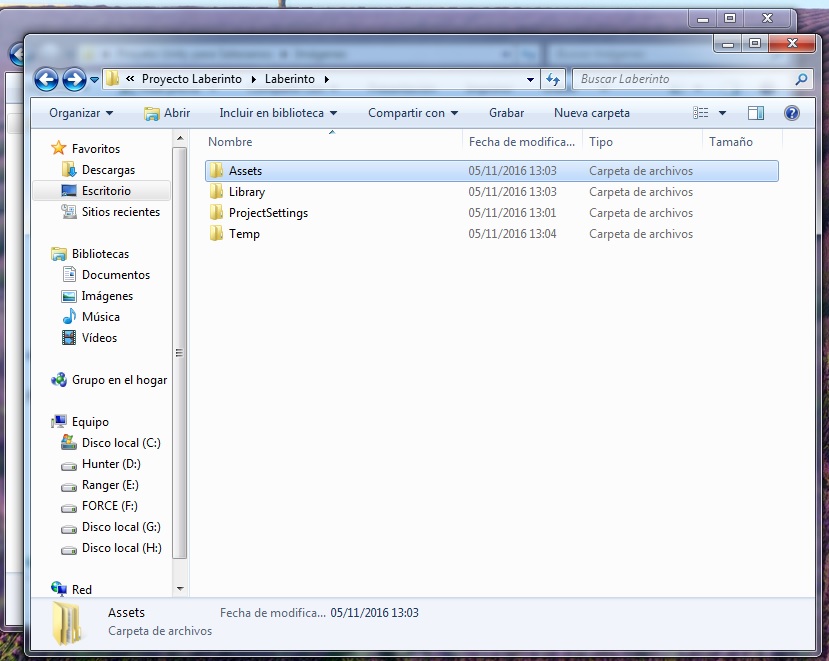 « Proyecto Laberinto Laberinto
Buscar Laberinto
Organizar Abrir Incluir en biblioteca Compartir con Grabar Nueva carpeta
Nombre Fecha de modifica... Tipo Tamaño
Favoritos
Descargas
Escritorio
Sitios recientes
Bibliotecas
Documentos
Imágenes
Música
Vídeos
Grupo en el hogar
Equipo
Disco local (C:)
Hunter (D:)
Ranger (E:)
FORCE (F:)
Disco local (G:)
Disco local (H:)
Red
Assets 05/11/2016 13:03 Carpeta de archivos
Library 05/11/2016 13:03 Carpeta de archivos
ProjectSettings 05/11/2016 13:01 Carpeta de archivos
Temp 05/11/2016 13:04 Carpeta de archivos
Assets Fecha de modifica... 05/11/2016 13:03
Carpeta de archivos